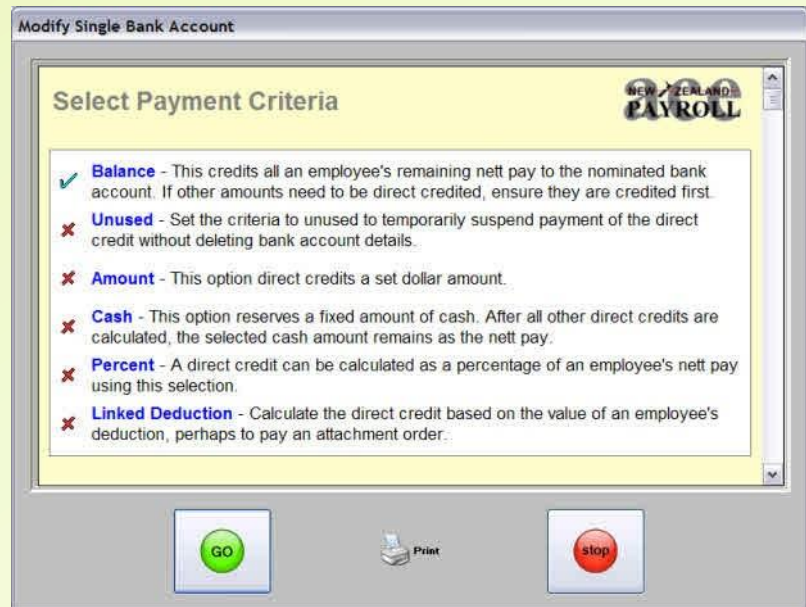 Modify Single Bank Account
Select Payment Criteria
ace
NEW ZEALAND
PAYROLL
Balance - This credits all an employee's remaining nett pay to the nominated bank
account. If other amounts need to be direct credited, ensure they are credited first.
Unused - Set the criteria to unused to temporarily suspend payment of the direct
credit without deleting bank account details.
Amount - This option direct credits a set dollar amount.
Cash - This option reserves a fixed amount of cash. After all other direct credits are
calculated, the selected cash amount remains as the nett pay.
Percent - A direct credit can be calculated as a percentage of an employee's nett pay
using this selection.
Linked Deduction - Calculate the direct credit based on the value of an employee's
deduction, perhaps to pay an attachment order.
GO
Print
stop